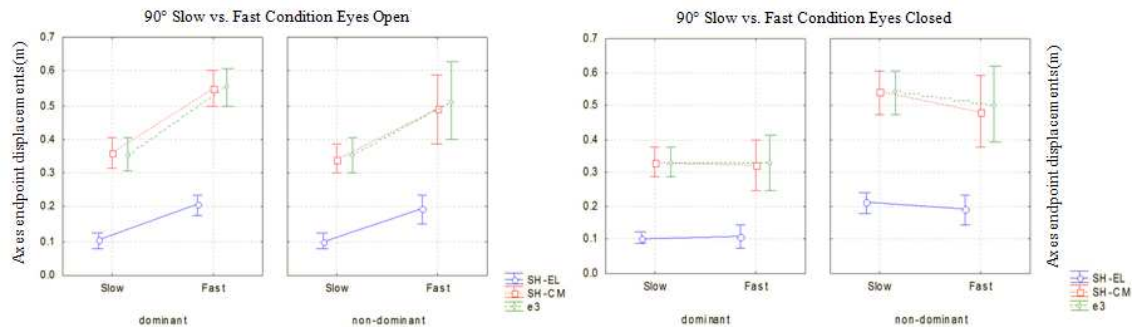 90° Slow vs. Fast Condition Eyes Open
Axes endpoint displacements(m)
0.7
0.6
0.5
0.4
0.3
0.2
0.1
0.0
Slow Fast
dominant
Slow Fast
non-dominant
SH-EL
SH-CM
e3
90° Slow vs. Fast Condition Eyes Closed
0.7
0.6
0.5
0.4
0.3
0.2
0.1
0.0
Slow Fast
dominant
Slow Fast
non-dominant
Axes endpoint displacements(m)
SH-EL
SH-CM
e3